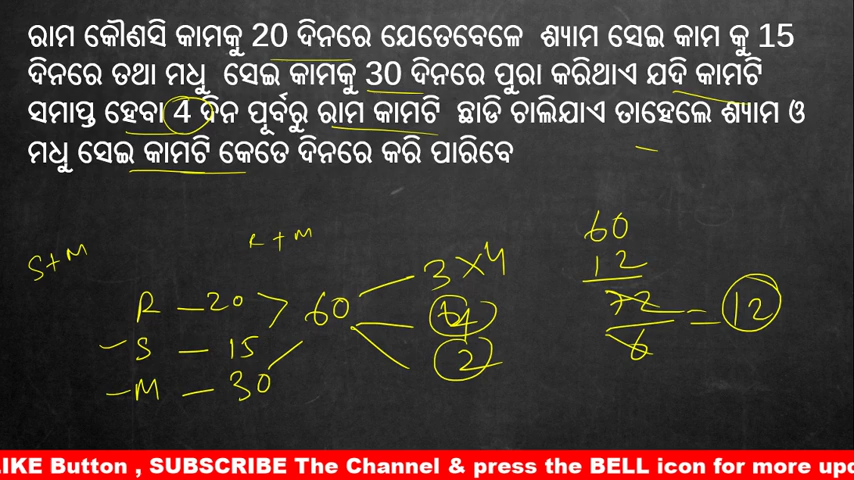 ରାମ କୌଣସି କାମକୁ 20 ଦିନରେ ଯେତେବେଳେ ଶ୍ୟାମ ସେଇ କାମ କୁ 15
ଦିନରେ ତଥା ମଧୁ ସେଇ କାମକୁ 30 ଦିନରେ ପୁରା କରିଥାଏ ଯଦି କାମଟି
ସମାପ୍ତ ହେବା 4 ଦିନ ପୂର୍ବରୁ ରାମ କାମଟି ଛାଡି ଚାଲିଯାଏ ତାହେଲେ ଶ୍ୟାମ ଓ
ମଧୁ ସେଇ କାମଟି କେତେ ଦିନରେ କରି ପାରିବେ
S+M
R+M
R – 20
S – 15
M – 30
60
3×4
4
2
60
12
72
6
= 12
LIKE Button , SUBSCRIBE The Channel & press the BELL icon for more upd